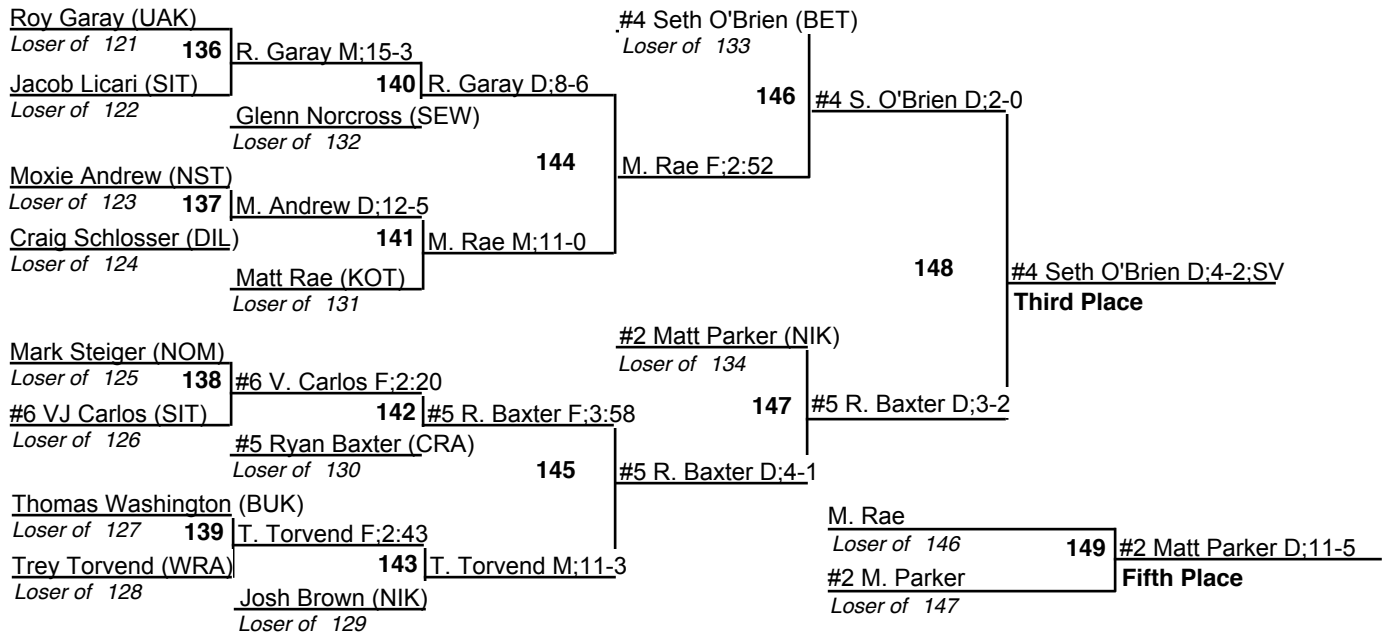 Roy Garay (UAK)
Loser of 121
136
R. Garay M;15-3
Jacob Licari (SIT)
Loser of 122
140
R. Garay D;8-6
Glenn Norcross (SEW)
Loser of 132
144
Moxie Andrew (NST)
Loser of 123
137
M. Andrew D;12-5
Craig Schlosser (DIL)
Loser of 124
141
M. Rae M;11-0
Matt Rae (KOT)
Loser of 131
#4 Seth O'Brien (BET)
Loser of 133
146
#4 S. O'Brien D;2-0
M. Rae F;2:52
148
#4 Seth O'Brien D;4-2;SV
Third Place
Mark Steiger (NOM)
Loser of 125
138
#6 V. Carlos F;2:20
#6 VJ Carlos (SIT)
Loser of 126
142
#5 R. Baxter F;3:58
#5 Ryan Baxter (CRA)
Loser of 130
145
Thomas Washington (BUK)
Loser of 127
139
T. Torvend F;2:43
Trey Torvend (WRA)
Loser of 128
143
T. Torvend M;11-3
Josh Brown (NIK)
Loser of 129
#2 Matt Parker (NIK)
Loser of 134
147
#5 R. Baxter D;3-2
#5 R. Baxter D;4-1
M. Rae
Loser of 146
149
#2 Matt Parker D;11-5
#2 M. Parker
Fifth Place
Loser of 147